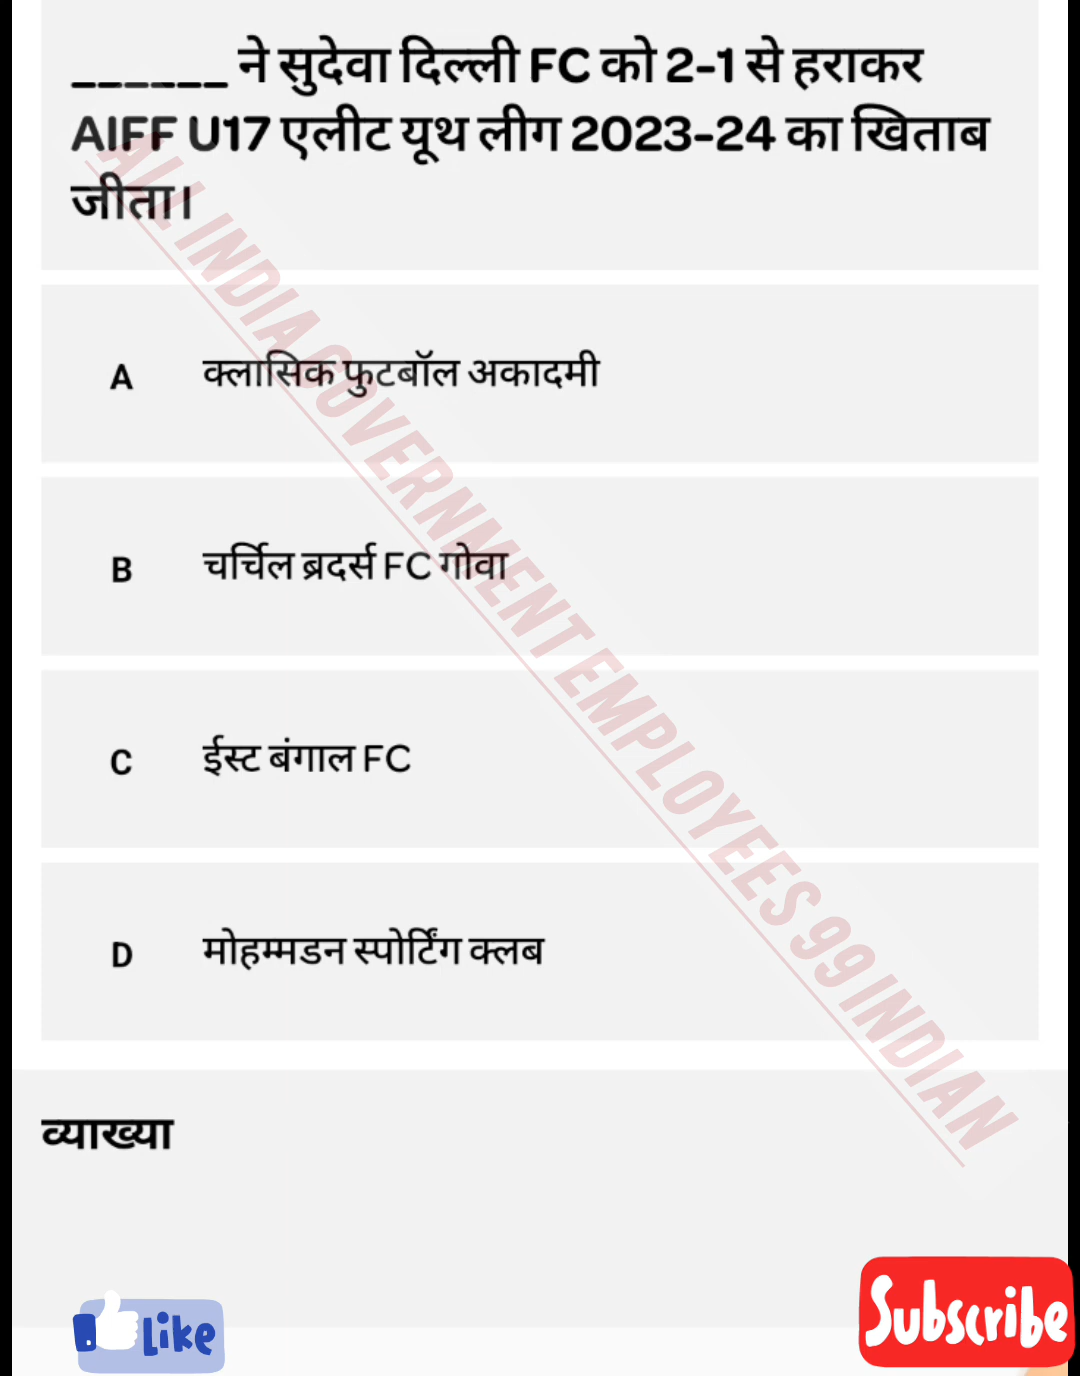 ______ ने सुदेवा दिल्ली FC को 2-1 से हराकर
AIFF U17 एलीट यूथ लीग 2023-24 का खिताब
जीता।
A क्लासिक फुटबॉल अकादमी
B चर्चिल ब्रदर्स FC गोवा
C ईस्ट बंगाल FC
D मोहम्मडन स्पोर्टिंग क्लब
ALL INDIA GOVERNMENT EMPLOYEES 99 INDIAN
व्याख्या
Like
Subscribe